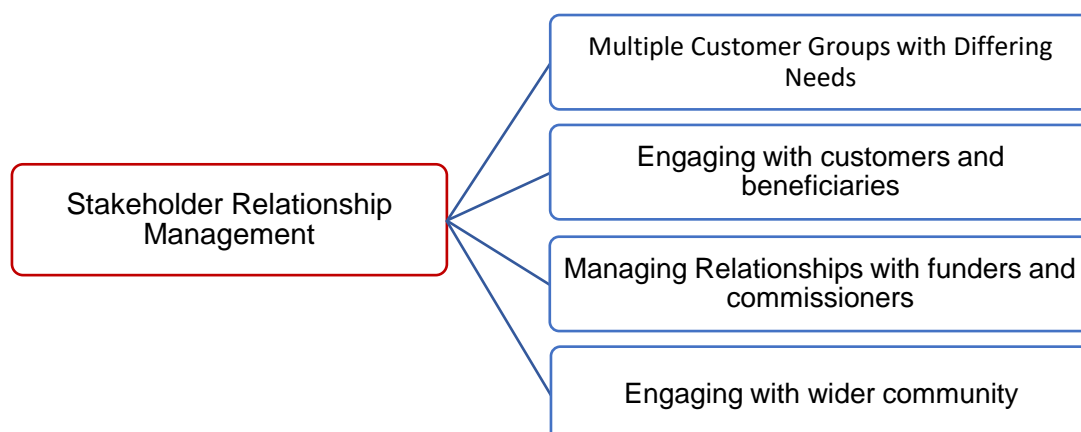 Multiple Customer Groups with Differing
Needs
Engaging with customers and
beneficiaries
Stakeholder Relationship
Management
Managing Relationships with funders and
commissioners
Engaging with wider community